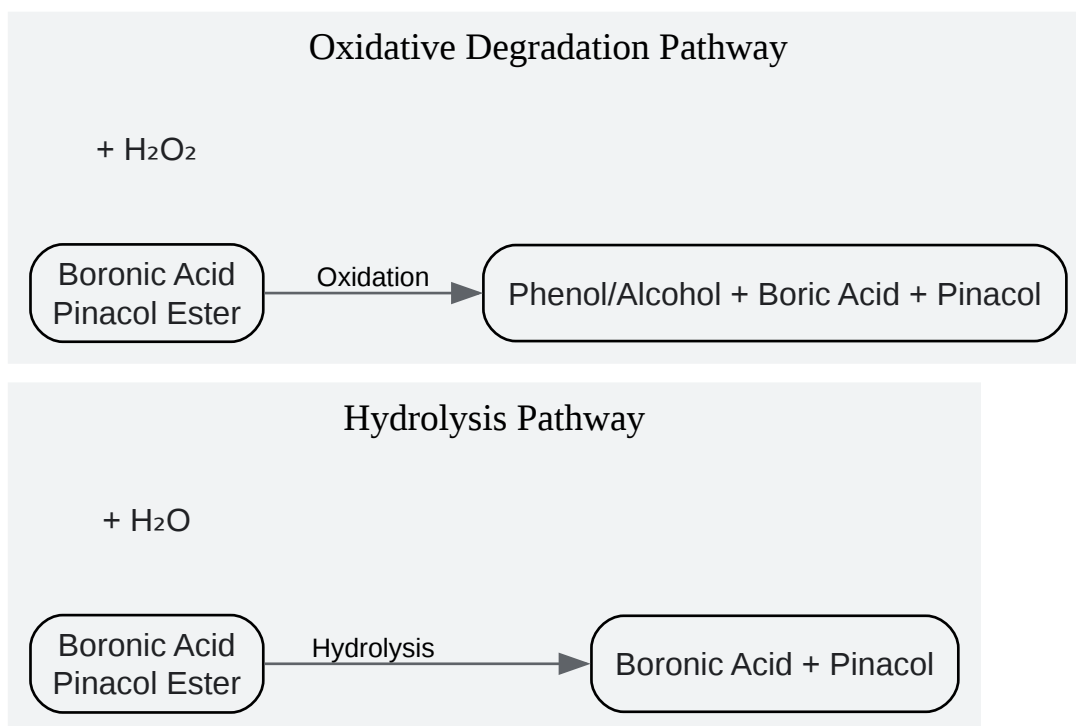 Oxidative Degradation Pathway
+ H₂O₂
Boronic Acid
Pinacol Ester
Oxidation
Phenol/Alcohol + Boric Acid + Pinacol
Hydrolysis Pathway
+ H₂O
Boronic Acid
Pinacol Ester
Hydrolysis
Boronic Acid + Pinacol